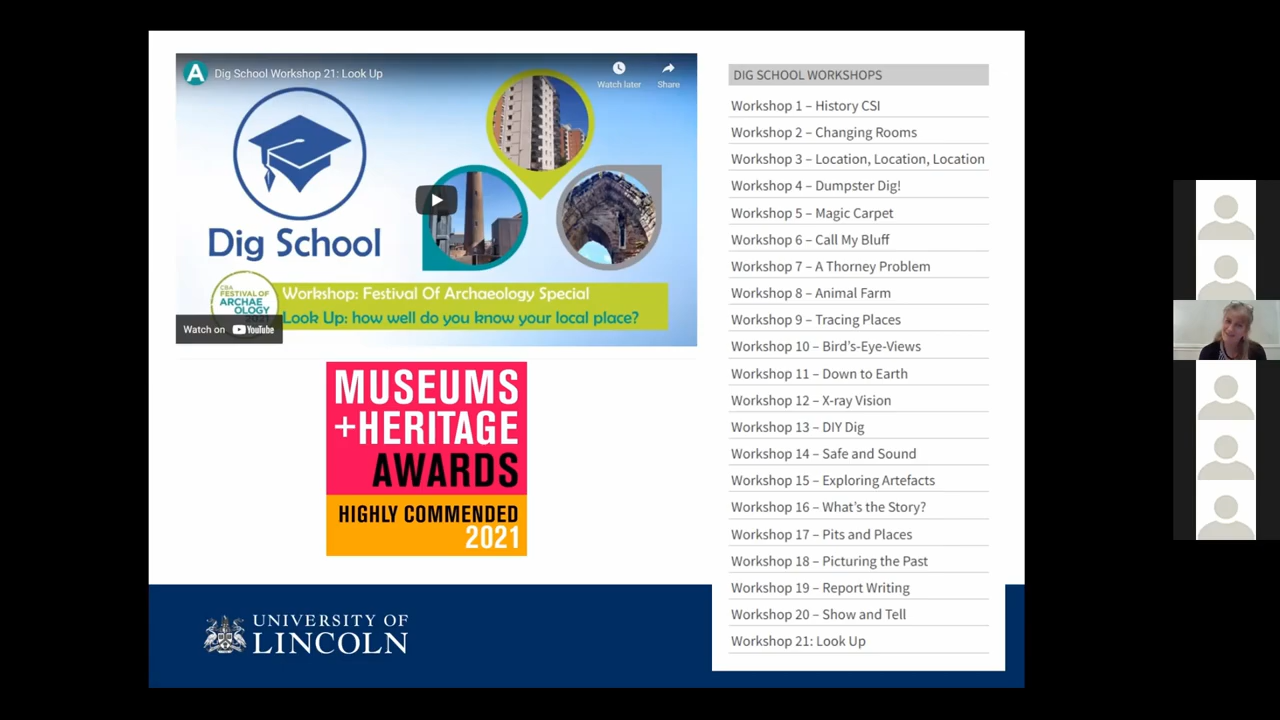 A
Dig School Workshop 21: Look Up
Watch later
Share
Dig School
CBA
FESTIVAL OF
ARCHAE
OLOGY
Workshop: Festival Of Archaeology Special
Look Up: how well do you know your local place?
Watch on YouTube
MUSEUMS
+HERITAGE
AWARDS
HIGHLY COMMENDED
2021
UNIVERSITY OF
LINCOLN
DIG SCHOOL WORKSHOPS
Workshop 1 – History CSI
Workshop 2 – Changing Rooms
Workshop 3 – Location, Location, Location
Workshop 4 – Dumpster Dig!
Workshop 5 – Magic Carpet
Workshop 6 – Call My Bluff
Workshop 7 – A Thorney Problem
Workshop 8 – Animal Farm
Workshop 9 – Tracing Places
Workshop 10 – Bird's-Eye-Views
Workshop 11 – Down to Earth
Workshop 12 – X-ray Vision
Workshop 13 – DIY Dig
Workshop 14 – Safe and Sound
Workshop 15 – Exploring Artefacts
Workshop 16 – What's the Story?
Workshop 17 – Pits and Places
Workshop 18 – Picturing the Past
Workshop 19 – Report Writing
Workshop 20 – Show and Tell
Workshop 21: Look Up